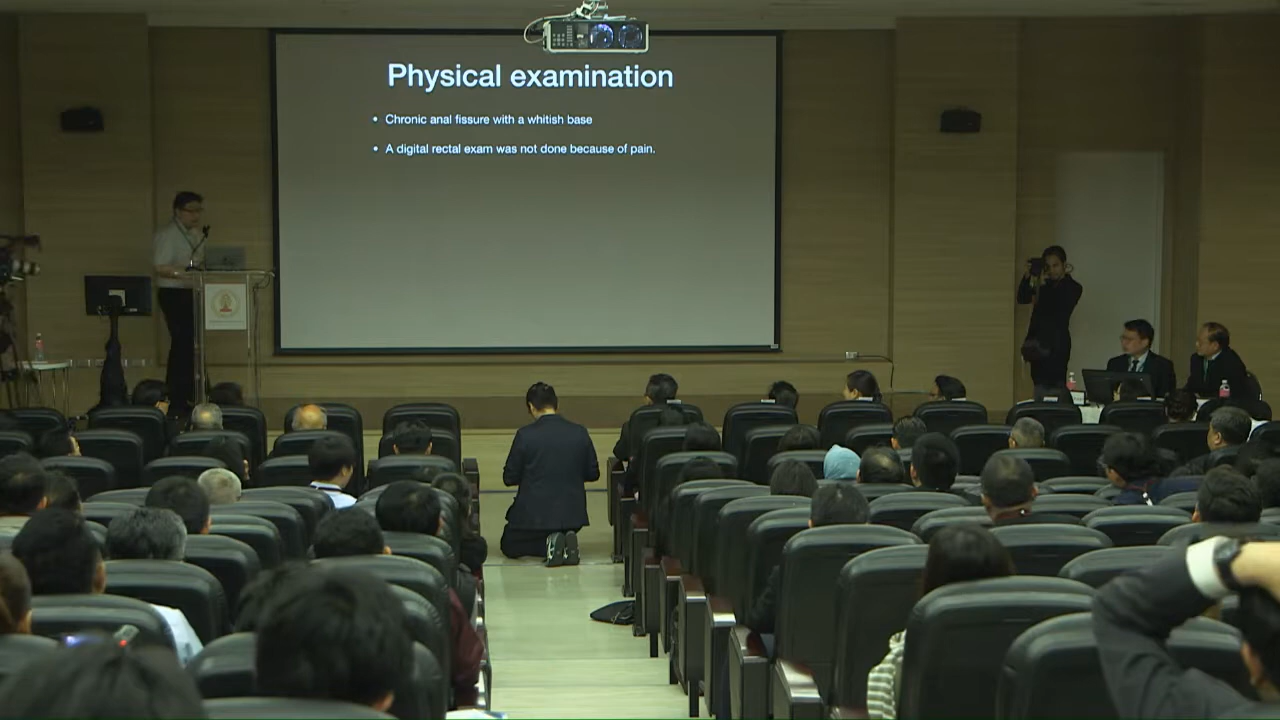 Physical examination
• Chronic anal fissure with a whitish base
• A digital rectal exam was not done because of pain.